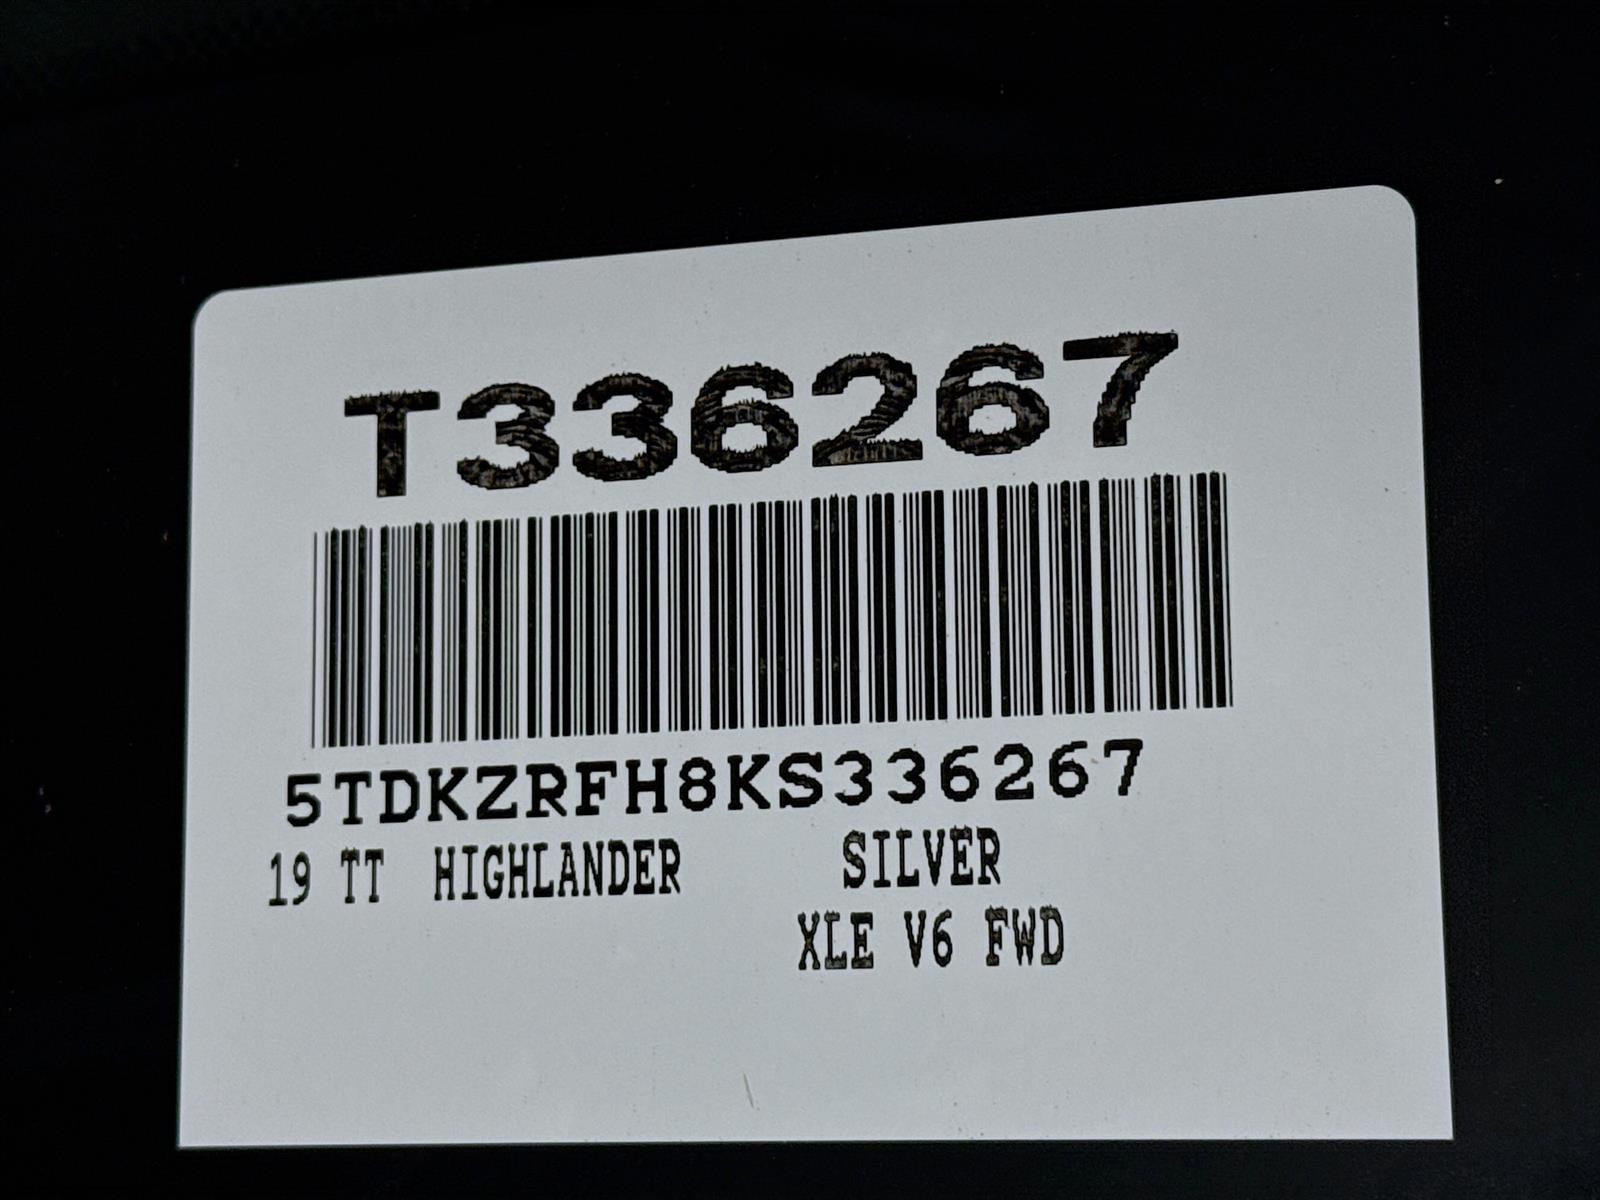 T336267
5TDKZRFH8KS336267
19 TT HIGHLANDER SILVER
XLE V6 FWD